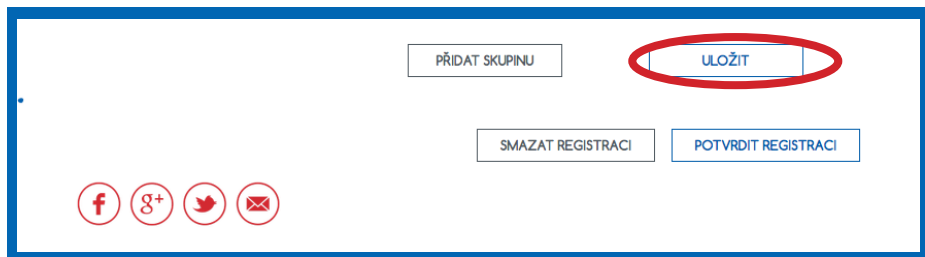 PŘIDAT SKUPINU ULOŽIT
SMAZAT REGISTRACI POTVRDIT REGISTRACI
f g+